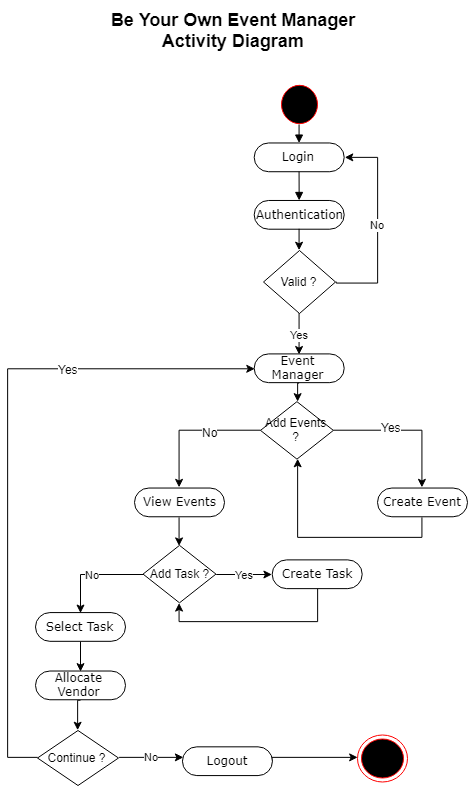 Be Your Own Event Manager
Activity Diagram
Login
Authentication
No
Valid ?
Yes
Event
Manager
Yes
Add Events
?
Yes
No
View Events
Create Event
Add Task ?
Yes
Create Task
No
Select Task
Allocate
Vendor
Continue ?
No
Logout